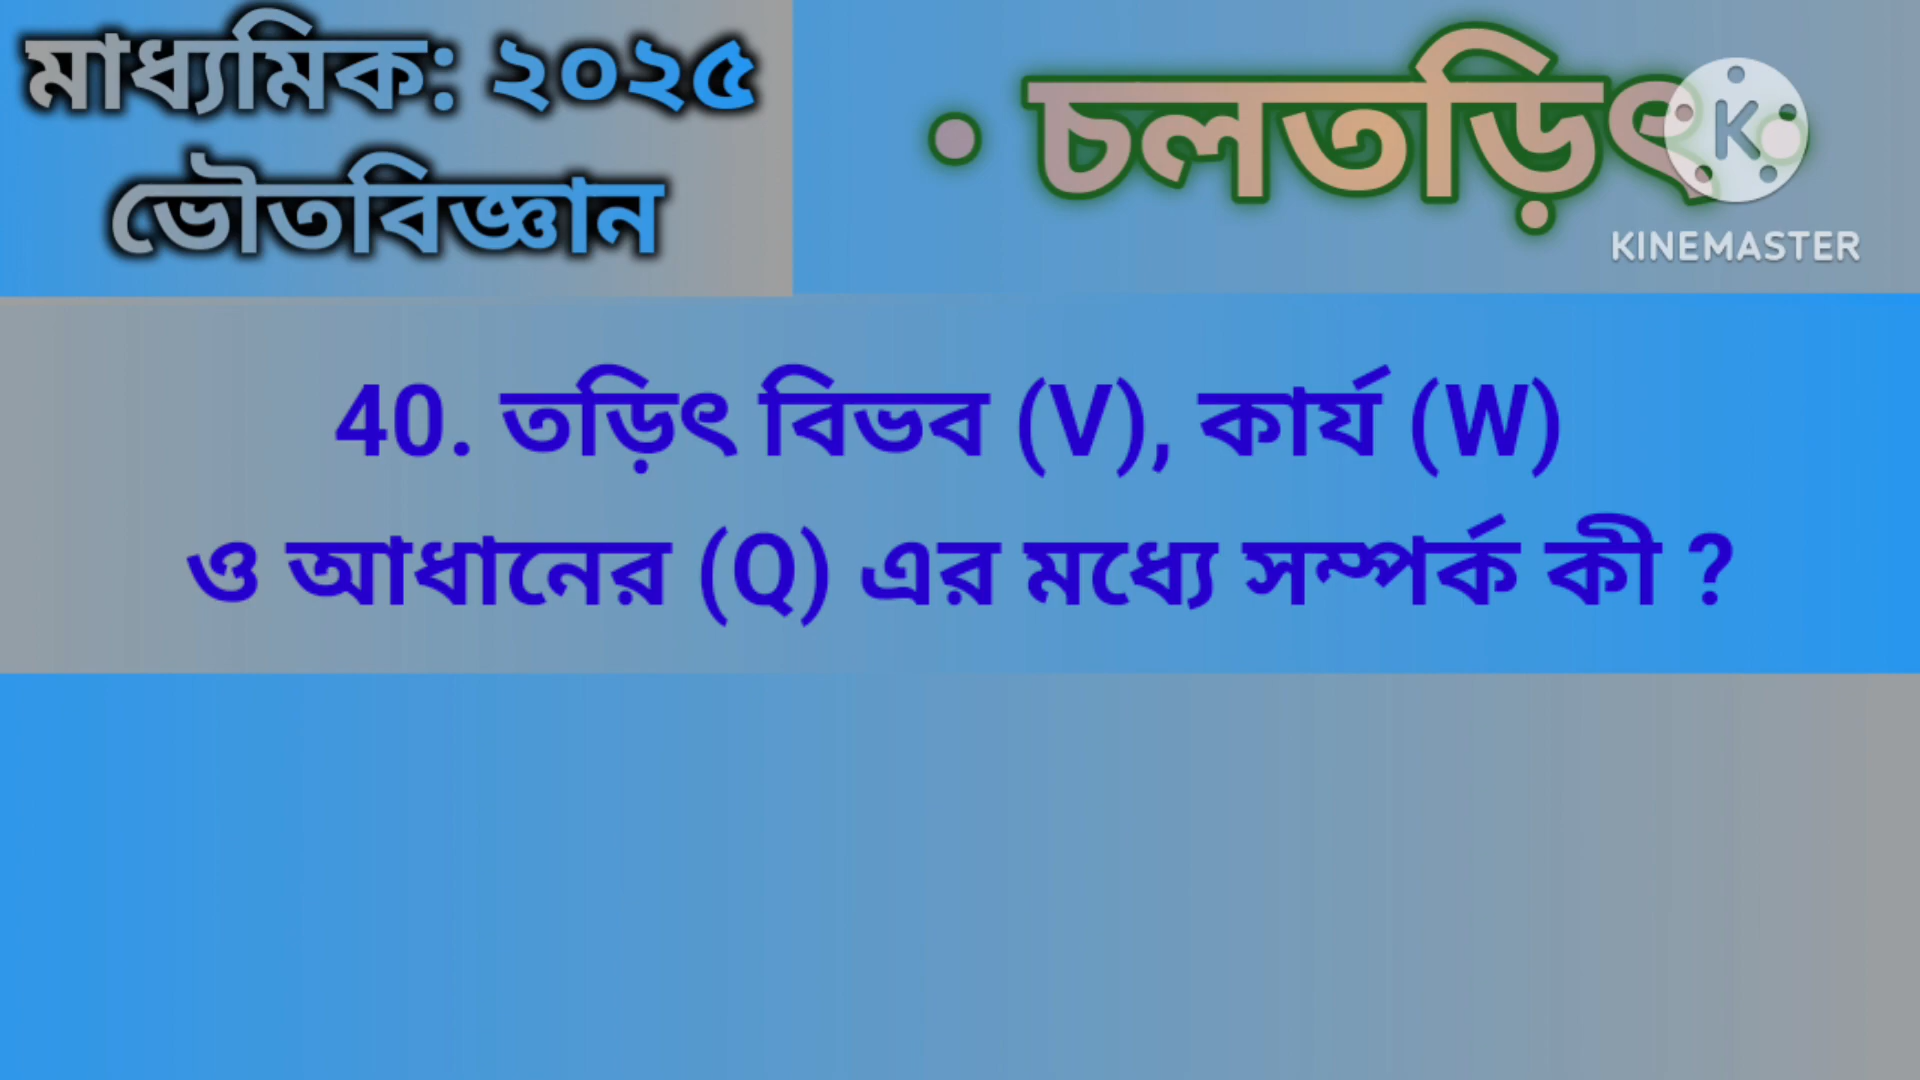 মাধ্যমিক: ২০২৫
ভৌতবিজ্ঞান
• চলতড়িৎ •
KINEMASTER
40. তড়িৎ বিভব (V), কার্য (W)
ও আধানের (Q) এর মধ্যে সম্পর্ক কী ?